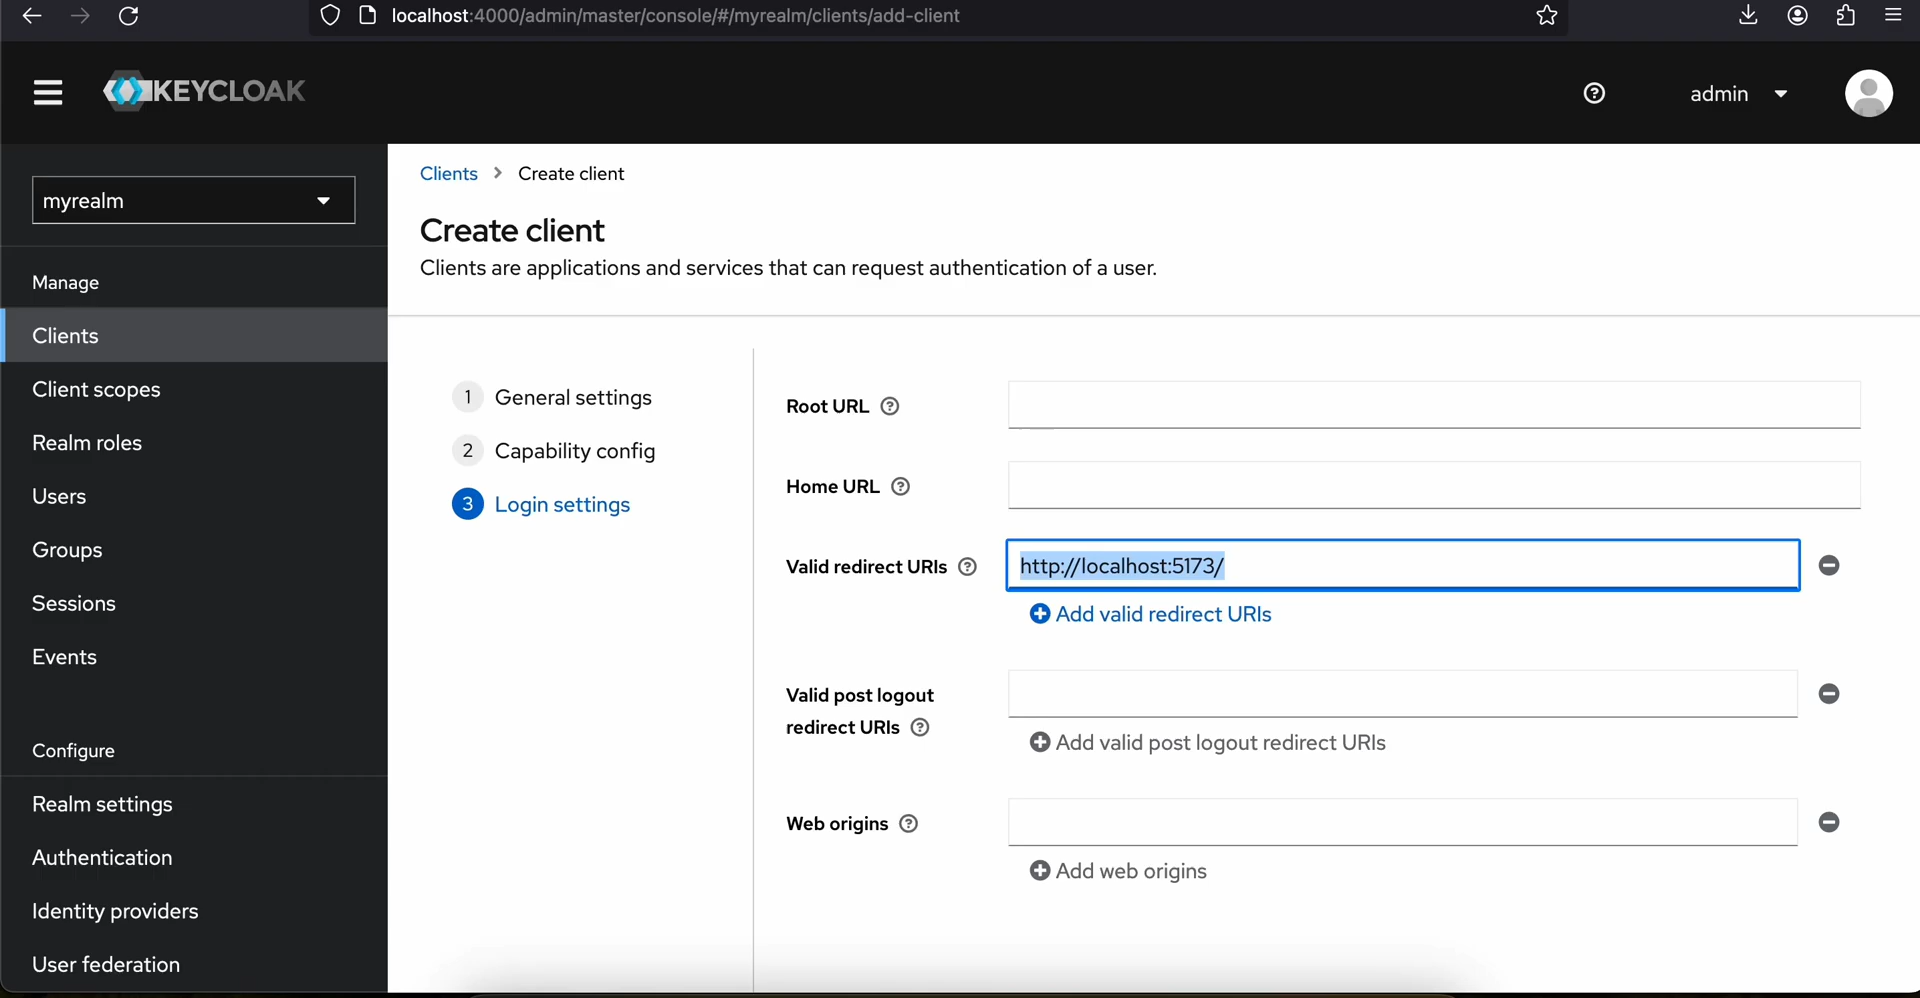 localhost:4000/admin/master/console/#/myrealm/clients/add-client
KEYCLOAK
admin
myrealm
Manage
Clients
Client scopes
Realm roles
Users
Groups
Sessions
Events
Configure
Realm settings
Authentication
Identity providers
User federation
Clients > Create client
Create client
Clients are applications and services that can request authentication of a user.
1 General settings
2 Capability config
3 Login settings
Root URL
Home URL
Valid redirect URIs
http://localhost:5173/
Add valid redirect URIs
Valid post logout
redirect URIs
Add valid post logout redirect URIs
Web origins
Add web origins